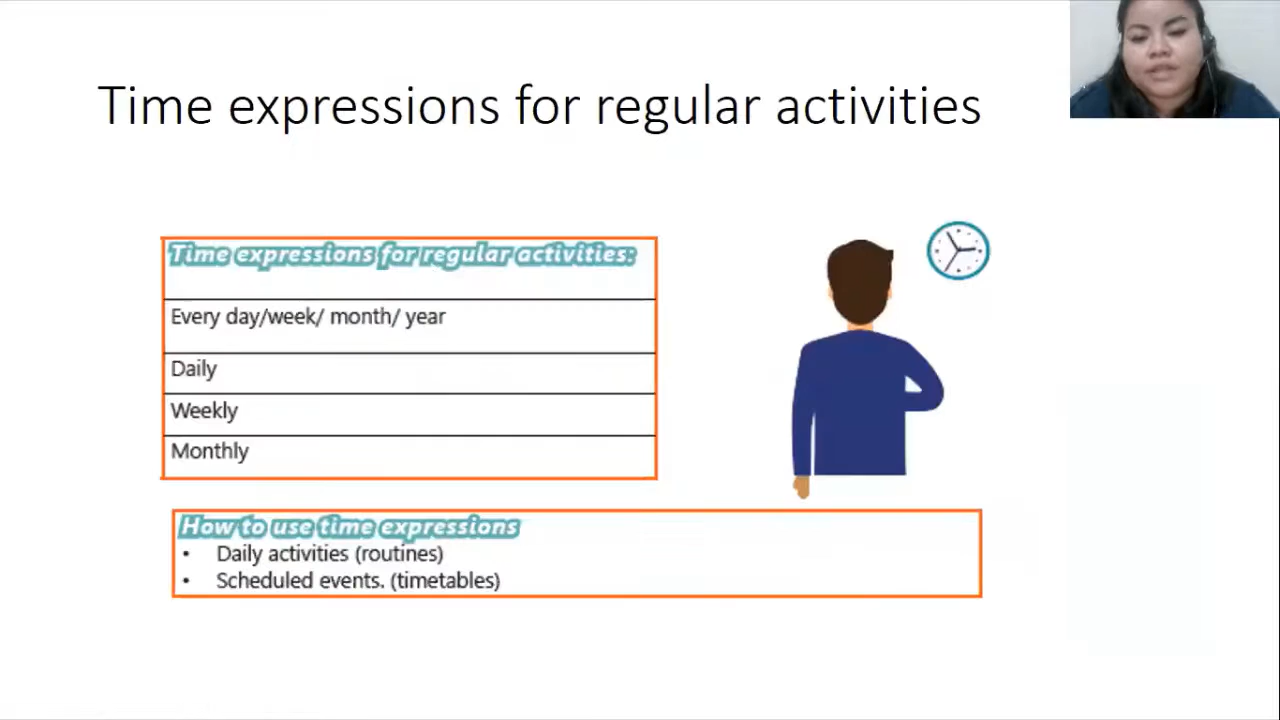 Time expressions for regular activities
Time expressions for regular activities:
Every day/week/ month/ year
Daily
Weekly
Monthly
How to use time expressions
• Daily activities (routines)
• Scheduled events. (timetables)